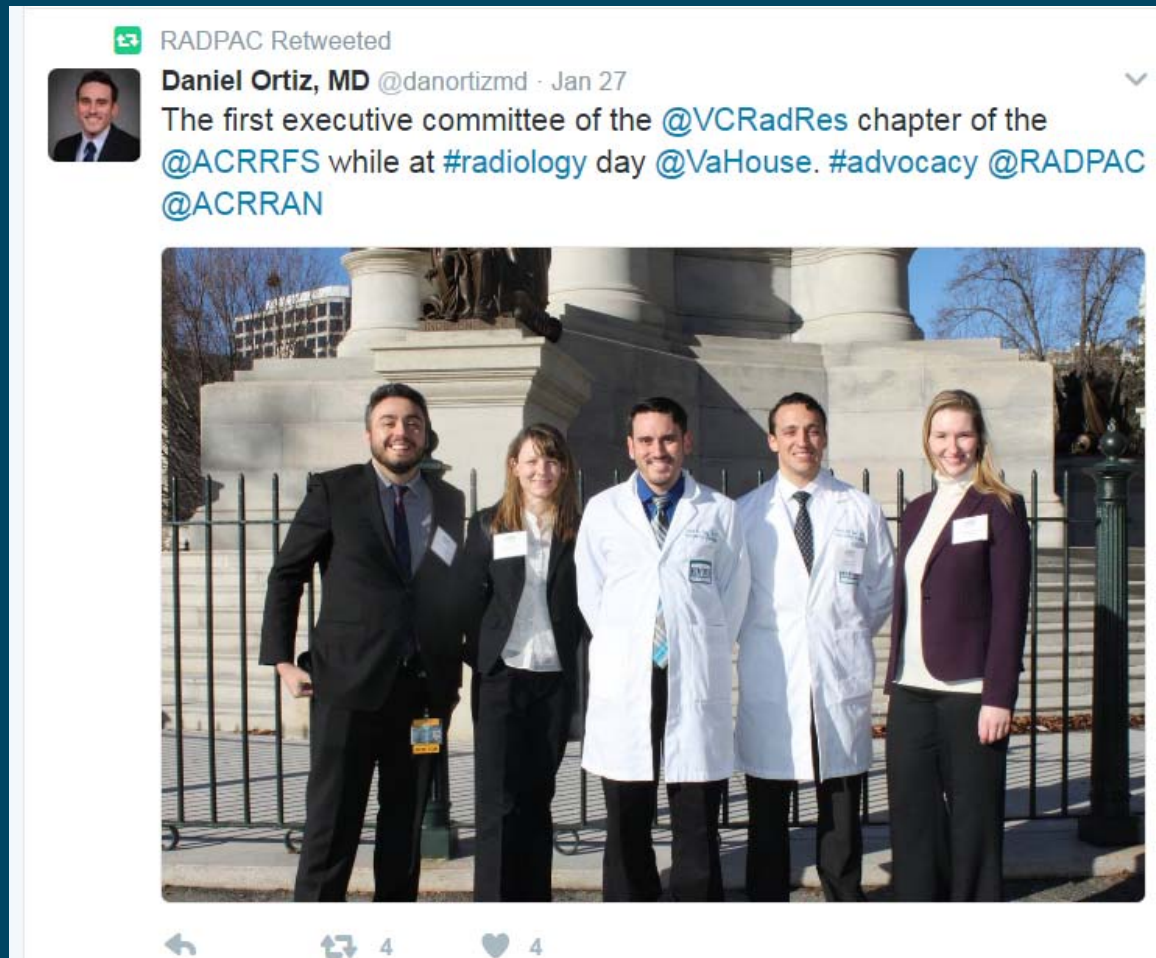 RADPAC Retweeted
Daniel Ortiz, MD @danortizmd · Jan 27
The first executive committee of the @VCRadRes chapter of the
@ACRRFS while at #radiology day @VaHouse. #advocacy @RADPAC
@ACRRAN
4 4